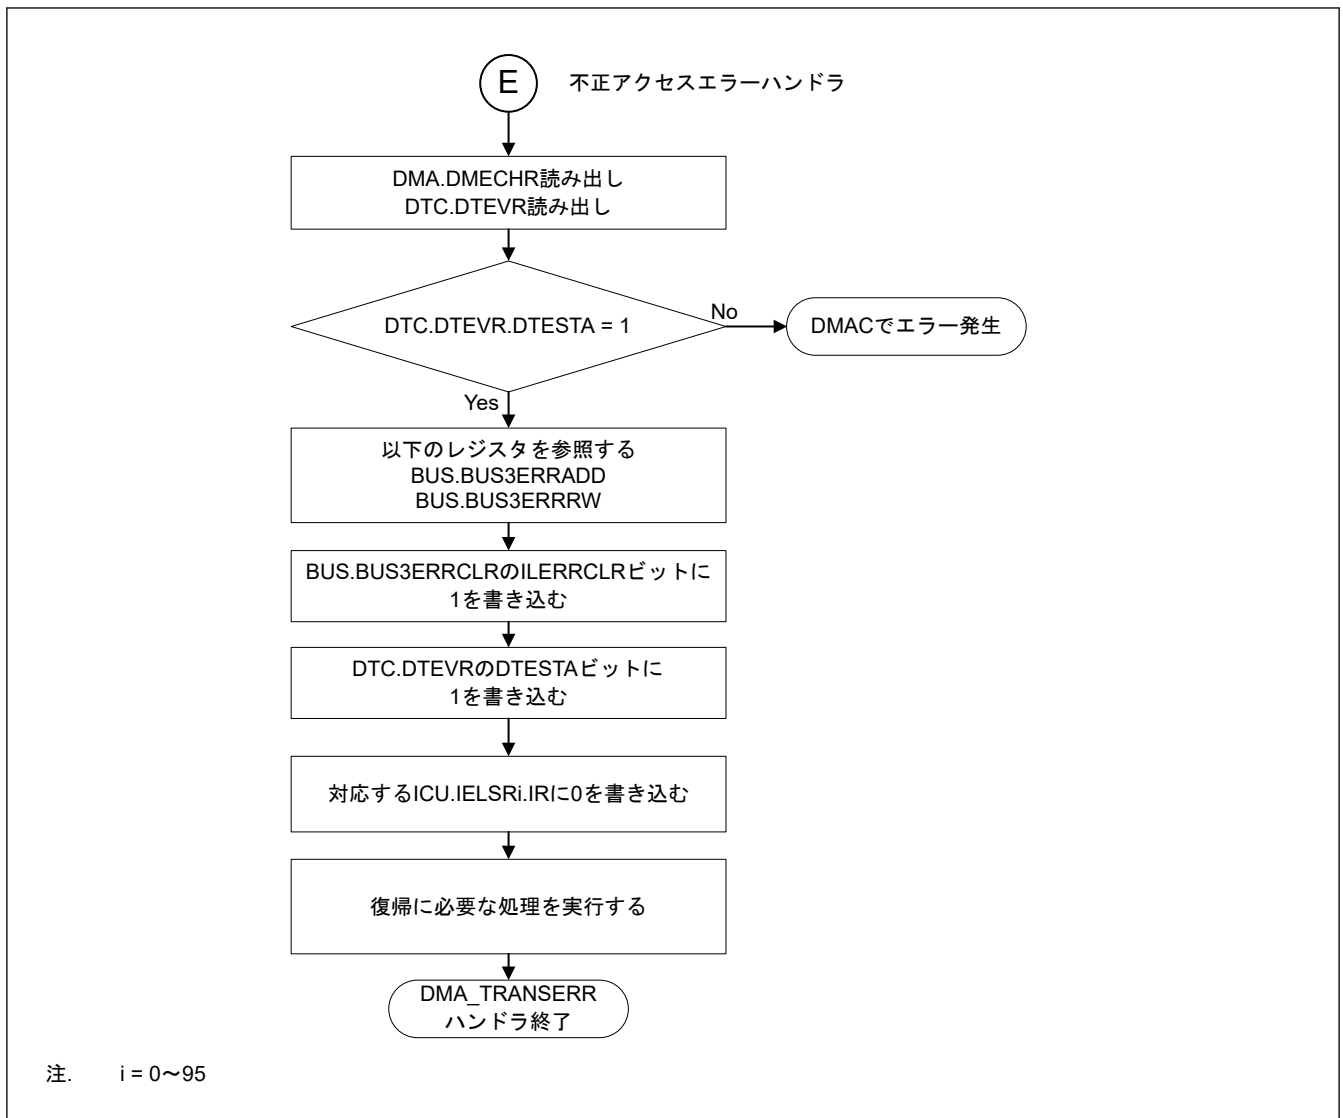 E 不正アクセスエラーハンドラ
DMA.DMECHR読み出し
DTC.DTEVR読み出し
DTC.DTEVR.DTESTA = 1
No
DMACでエラー発生
Yes
以下のレジスタを参照する
BUS.BUS3ERRADD
BUS.BUS3ERRRW
BUS.BUS3ERRCLRのILERRCLRビットに
1を書き込む
DTC.DTEVRのDTESTAビットに
1を書き込む
対応するICU.IELSRi.IRに0を書き込む
復帰に必要な処理を実行する
DMA_TRANSERR
ハンドラ終了
注. i = 0～95